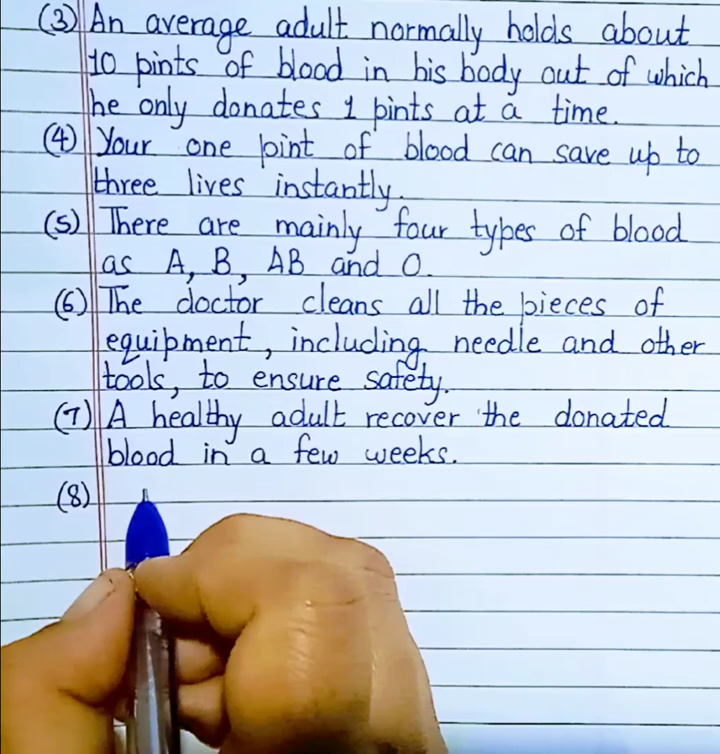 (3) An average adult normally holds about
10 pints of blood in his body out of which
he only donates 1 pints at a time.
(4) Your one point of blood can save up to
three lives instantly.
(5) There are mainly four types of blood
as A, B, AB and O.
(6) The doctor cleans all the pieces of
equipment, including needle and other
tools, to ensure safety.
(7) A healthy adult recover the donated
blood in a few weeks.
(8)